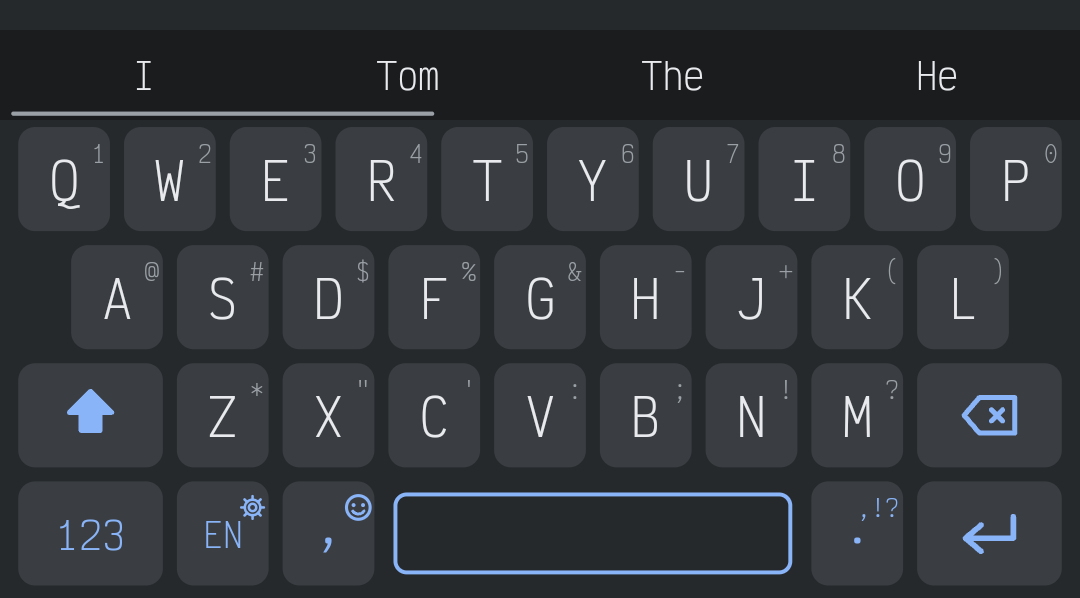 I Tom The He
Q 1 W 2 E 3 R 4 T 5 Y 6 U 7 I 8 O 9 P 0
A @ S # D $ F % G & H - J + K ( L )
Z * X " C ' V : B ; N ! M ?
123 EN , . ,!?